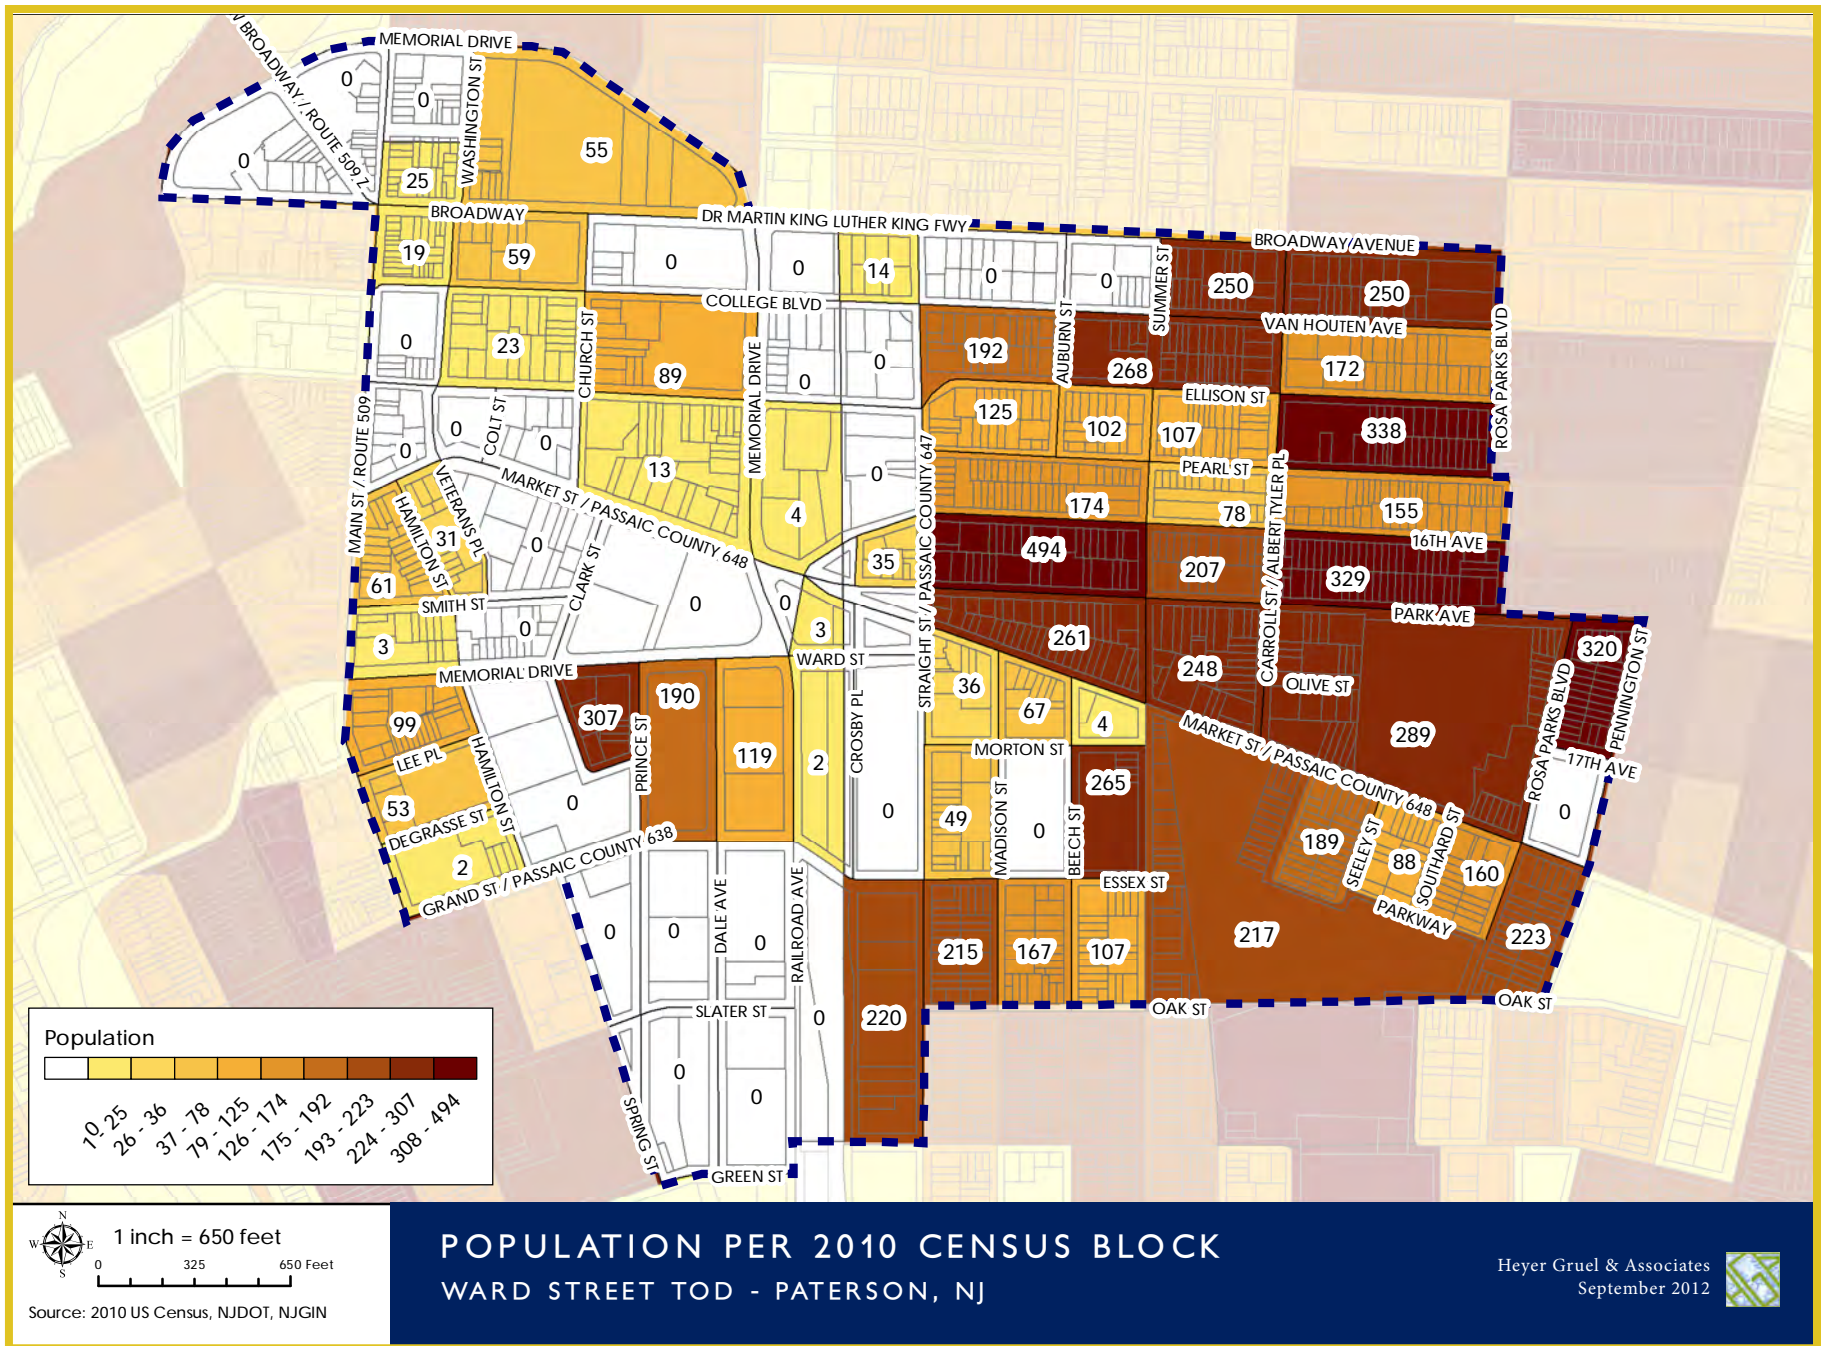 MEMORIAL DRIVE
W BROADWAY / ROUTE 509 Z
WASHINGTON ST
0
0
0
25
55
BROADWAY
DR MARTIN KING LUTHER KING FWY
BROADWAY AVENUE
19
59
0
0
14
0
0
SUMMER ST
250
250
COLLEGE BLVD
VAN HOUTEN AVE
0
23
CHURCH ST
89
MEMORIAL DRIVE
0
0
192
AUBURN ST
268
172
ROSA PARKS BLVD
ELLISON ST
MAIN ST / ROUTE 509
0
0
COLT ST
0
13
4
0
STRAIGHT ST / PASSAIC COUNTY 647
125
102
107
338
PEARL ST
CARROLL ST / ALBERT TYLER PL
MARKET ST / PASSAIC COUNTY 648
VETERANS PL
HAMILTON ST
31
61
0
CLARK ST
174
78
155
16TH AVE
35
494
207
329
SMITH ST
0
0
0
3
PARK AVE
3
261
248
OLIVE ST
320
PENNINGTON ST
WARD ST
MEMORIAL DRIVE
99
LEE PL
HAMILTON ST
307
PRINCE ST
190
119
2
CROSBY PL
0
36
67
4
MORTON ST
MARKET ST / PASSAIC COUNTY 648
289
ROSA PARKS BLVD
17TH AVE
0
53
DEGRASSE ST
2
0
GRAND ST / PASSAIC COUNTY 638
49
MADISON ST
0
BEECH ST
265
ESSEX ST
189
SEELEY ST
88
SOUTHARD ST
160
PARKWAY
223
0
0
DALE AVE
0
RAILROAD AVE
215
167
107
217
SLATER ST
0
220
OAK ST
OAK ST
0
0
SPRING ST
GREEN ST
Population
0
1 - 25
26 - 36
37 - 78
79 - 125
126 - 174
175 - 192
193 - 223
224 - 307
308 - 494
N
W E
S
1 inch = 650 feet
0 325 650 Feet
Source: 2010 US Census, NJDOT, NJGIN
POPULATION PER 2010 CENSUS BLOCK
WARD STREET TOD - PATERSON, NJ
Heyer Gruel & Associates
September 2012